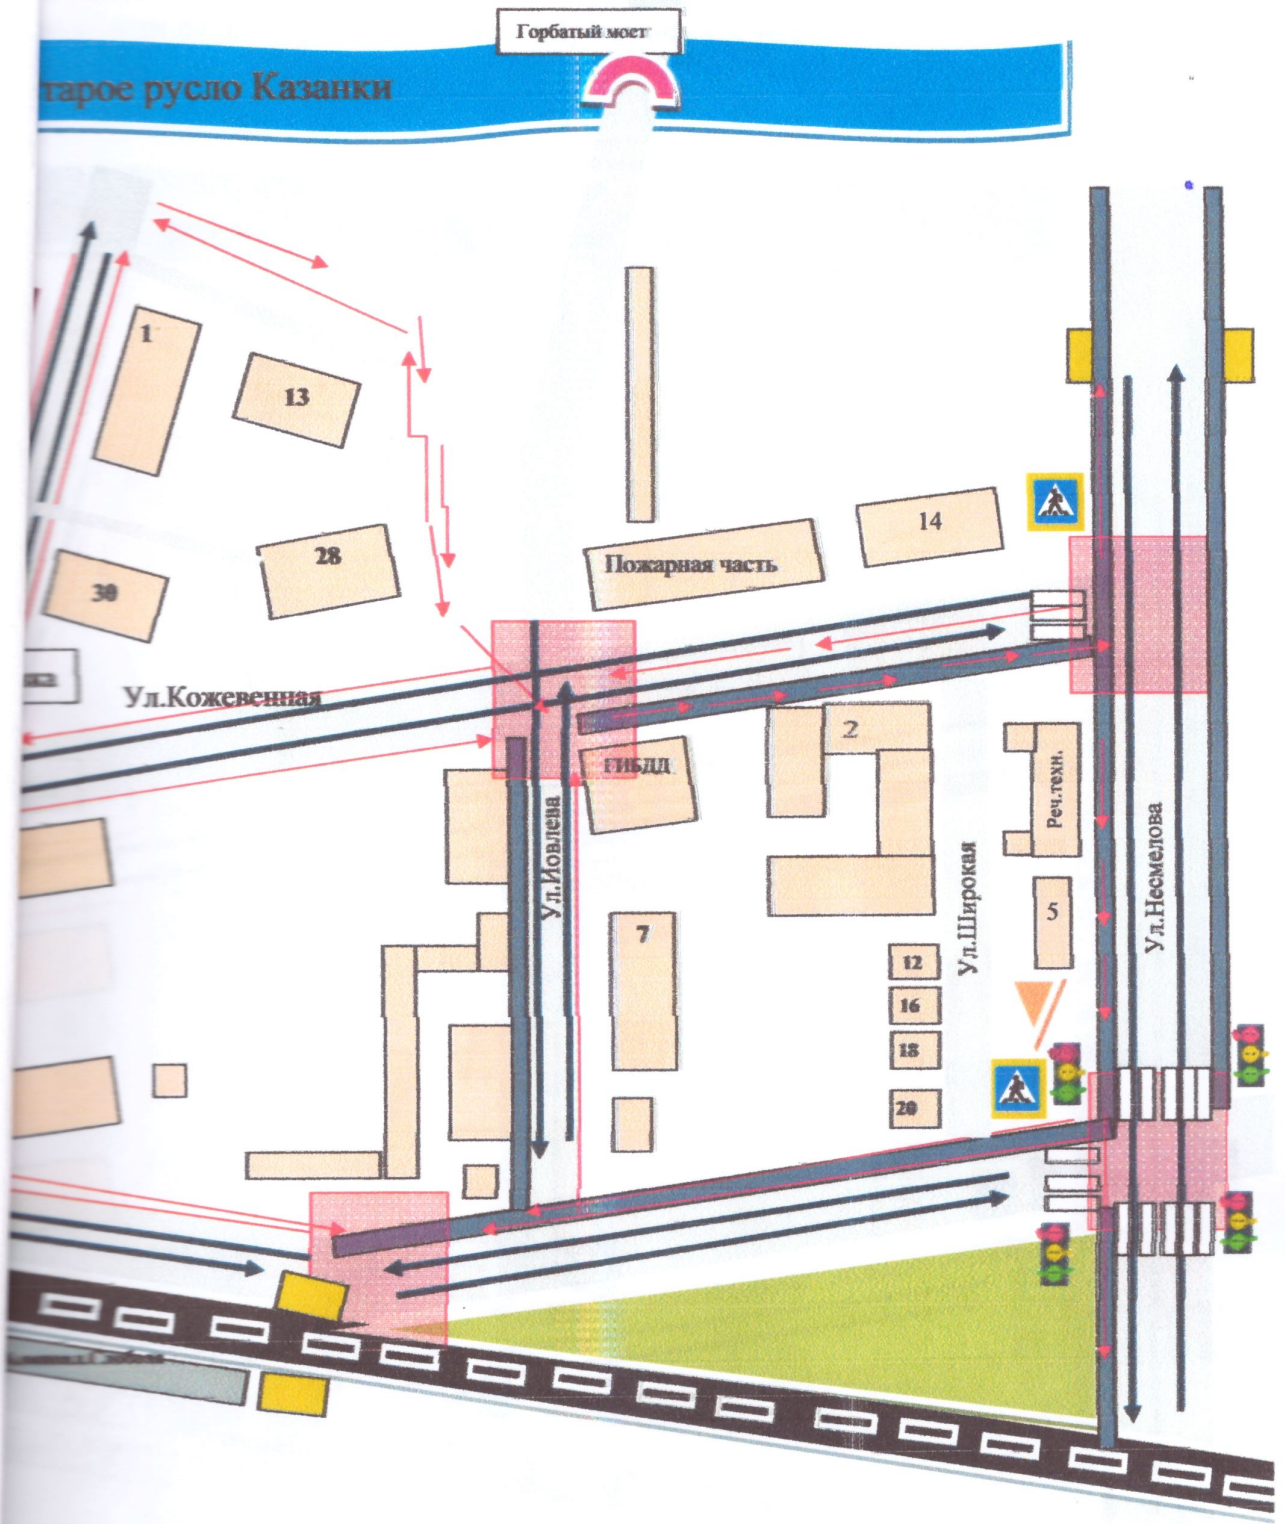 Горбатый мост
тарое русло Казанки
1
13
28
30
14
Пожарная часть
Ул.Кожевенная
2
ГИБДД
Ул.Иовлева
7
Реч.техн.
5
Ул.Широкая
Ул.Несмелова
12
16
18
20